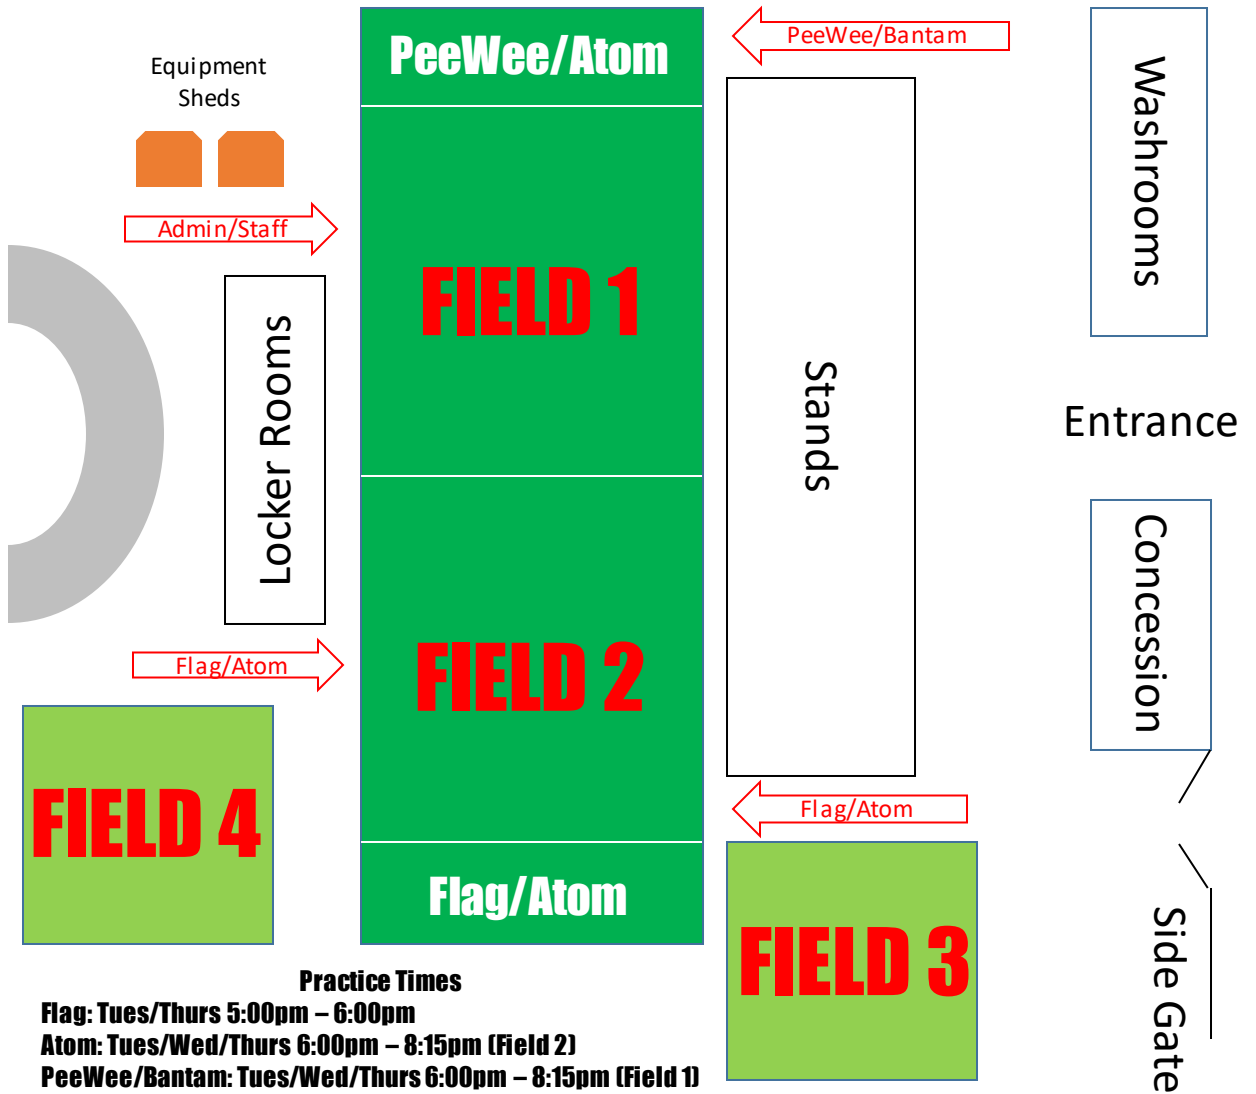 PeeWee/Atom
PeeWee/Bantam
Equipment
Sheds
Washrooms
Admin/Staff
FIELD 1
Locker Rooms
Stands
Entrance
Concession
FIELD 2
Flag/Atom
FIELD 4
Flag/Atom
Flag/Atom
FIELD 3
Side Gate
Practice Times
Flag: Tues/Thurs 5:00pm – 6:00pm
Atom: Tues/Wed/Thurs 6:00pm – 8:15pm (Field 2)
PeeWee/Bantam: Tues/Wed/Thurs 6:00pm – 8:15pm (Field 1)